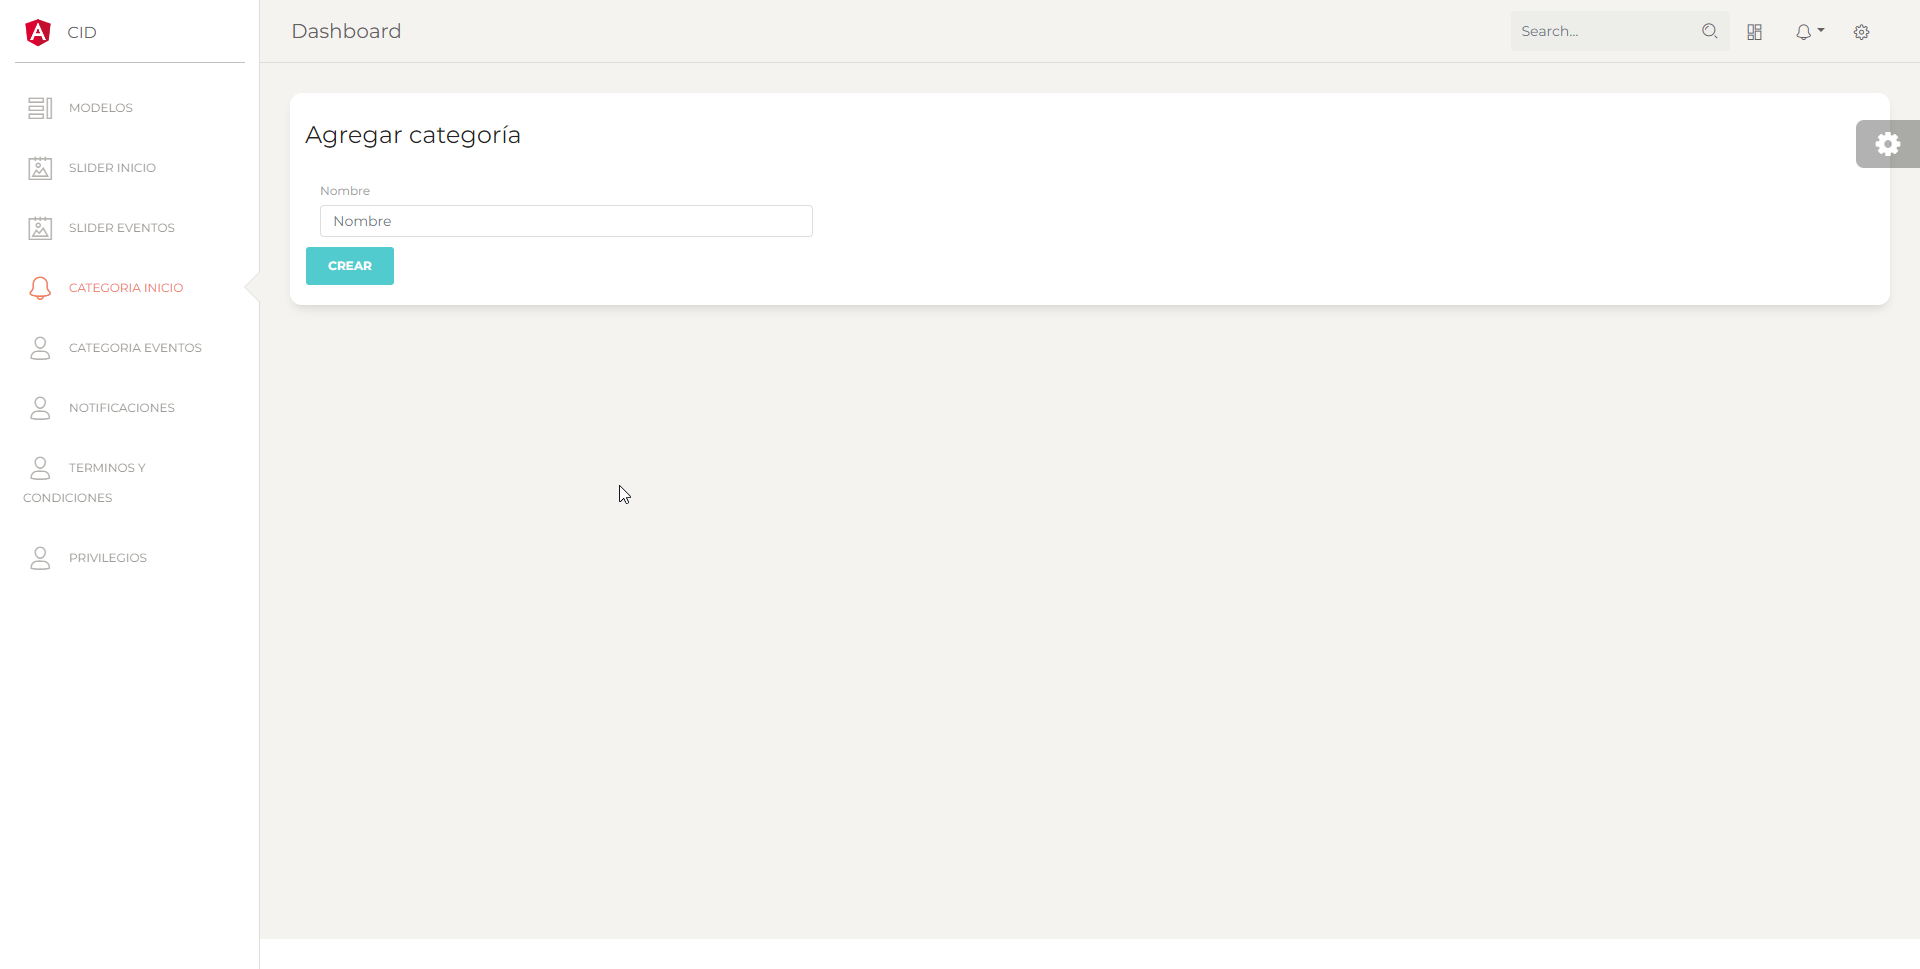 CID
MODELOS
SLIDER INICIO
SLIDER EVENTOS
CATEGORIA INICIO
CATEGORIA EVENTOS
NOTIFICACIONES
TERMINOS Y
CONDICIONES
PRIVILEGIOS
Dashboard
Search...
Agregar categoría
Nombre
Nombre
CREAR